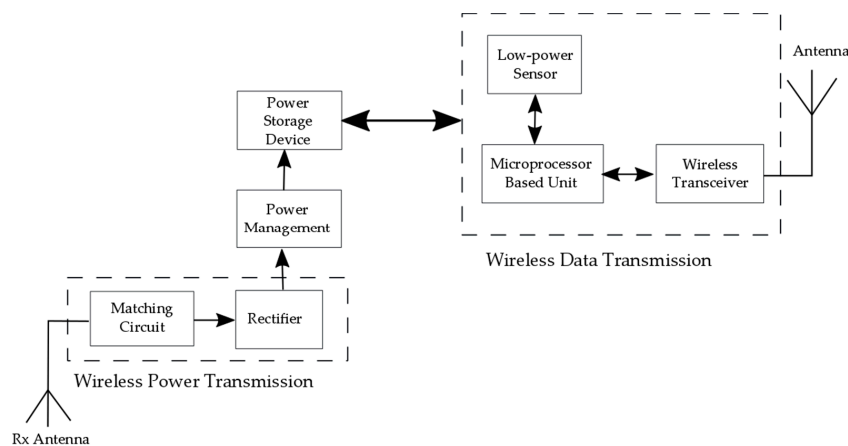 Antenna
Low-power
Sensor
Power
Storage
Device
Microprocessor
Based Unit
Wireless
Transceiver
Power
Management
Wireless Data Transmission
Matching
Circuit
Rectifier
Wireless Power Transmission
Rx Antenna